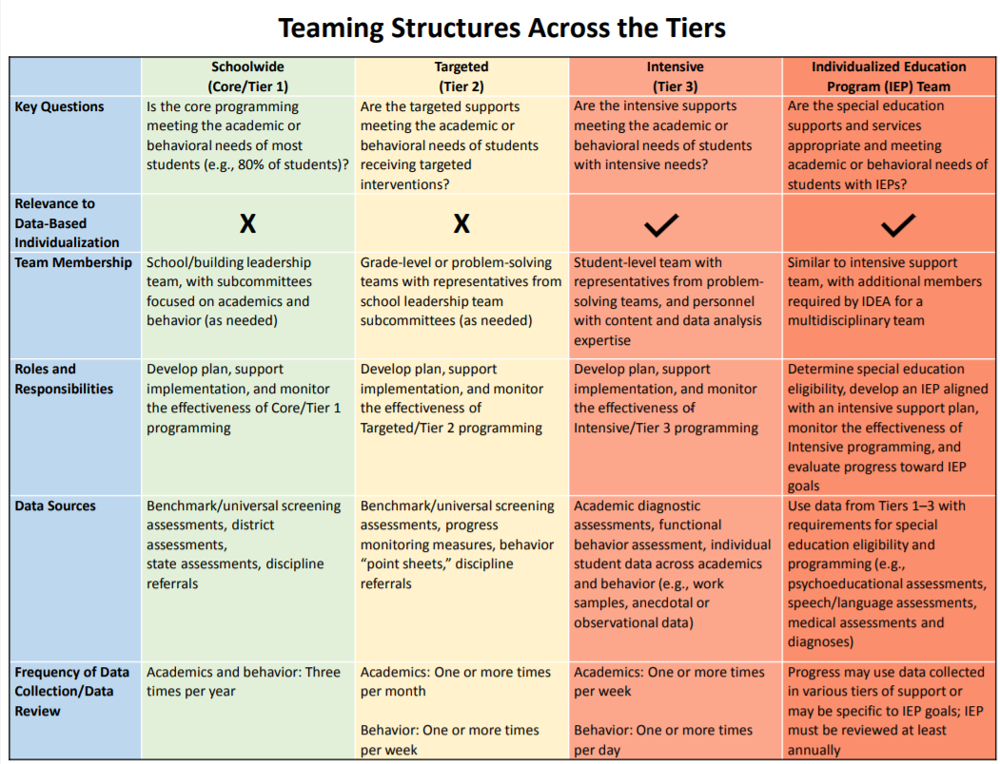 Teaming Structures Across the Tiers
Schoolwide
(Core/Tier 1)
Targeted
(Tier 2)
Intensive
(Tier 3)
Individualized Education
Program (IEP) Team
Key Questions
Is the core programming
meeting the academic or
behavioral needs of most
students (e.g., 80% of students)?
Are the targeted supports
meeting the academic or
behavioral needs of students
receiving targeted
interventions?
Are the intensive supports
meeting the academic or
behavioral needs of students
with intensive needs?
Are the special education
supports and services
appropriate and meeting
academic or behavioral needs of
students with IEPs?
Relevance to
Data-Based
Individualization
X
X
✓
✓
Team Membership
School/building leadership
team, with subcommittees
focused on academics and
behavior (as needed)
Grade-level or problem-solving
teams with representatives from
school leadership team
subcommittees (as needed)
Student-level team with
representatives from problem-
solving teams, and personnel
with content and data analysis
expertise
Similar to intensive support
team, with additional members
required by IDEA for a
multidisciplinary team
Roles and
Responsibilities
Develop plan, support
implementation, and monitor
the effectiveness of Core/Tier 1
programming
Develop plan, support
implementation, and monitor
the effectiveness of
Targeted/Tier 2 programming
Develop plan, support
implementation, and monitor
the effectiveness of
Intensive/Tier 3 programming
Determine special education
eligibility, develop an IEP aligned
with an intensive support plan,
monitor the effectiveness of
Intensive programming, and
evaluate progress toward IEP
goals
Data Sources
Benchmark/universal screening
assessments, district
assessments,
state assessments, discipline
referrals
Benchmark/universal screening
assessments, progress
monitoring measures, behavior
“point sheets,” discipline
referrals
Academic diagnostic
assessments, functional
behavior assessment, individual
student data across academics
and behavior (e.g., work
samples, anecdotal or
observational data)
Use data from Tiers 1–3 with
requirements for special
education eligibility and
programming (e.g.,
psychoeducational assessments,
speech/language assessments,
medical assessments and
diagnoses)
Frequency of Data
Collection/Data
Review
Academics and behavior: Three
times per year
Academics: One or more times
per month
Behavior: One or more times
per week
Academics: One or more times
per week
Behavior: One or more times
per day
Progress may use data collected
in various tiers of support or
may be specific to IEP goals; IEP
must be reviewed at least
annually